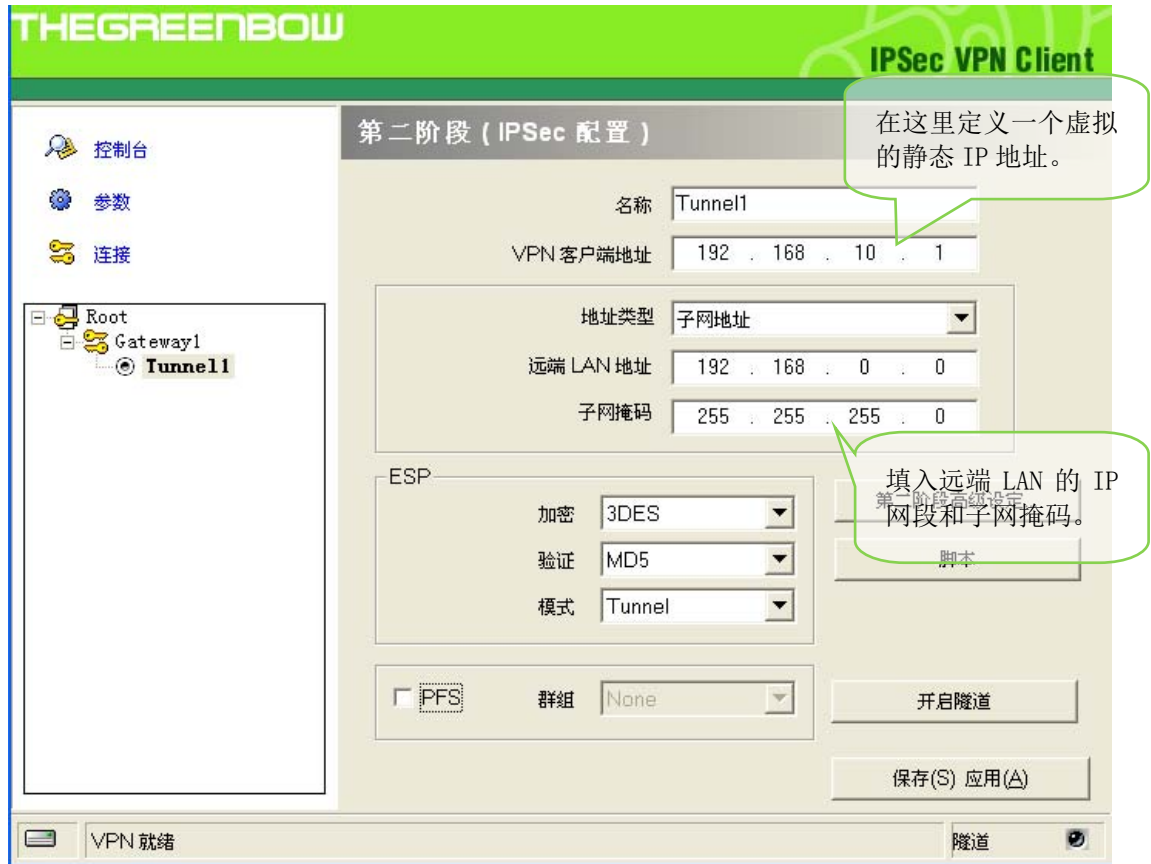 THEGREENBOW
IPSec VPN Client
控制台
参数
连接
Root
Gateway1
Tunnel1
第二阶段 ( IPSec 配置 )
在这里定义一个虚拟
的静态 IP 地址。
名称 Tunnel1
VPN 客户端地址 192 . 168 . 10 . 1
地址类型 子网地址
远端 LAN 地址 192 . 168 . 0 . 0
子网掩码 255 . 255 . 255 . 0
填入远端 LAN 的 IP
网段和子网掩码。
ESP
加密 3DES
验证 MD5
模式 Tunnel
第二阶段高级设定
脚本
PFS 群组 None
开启隧道
保存(S) 应用(A)
VPN 就绪
隧道